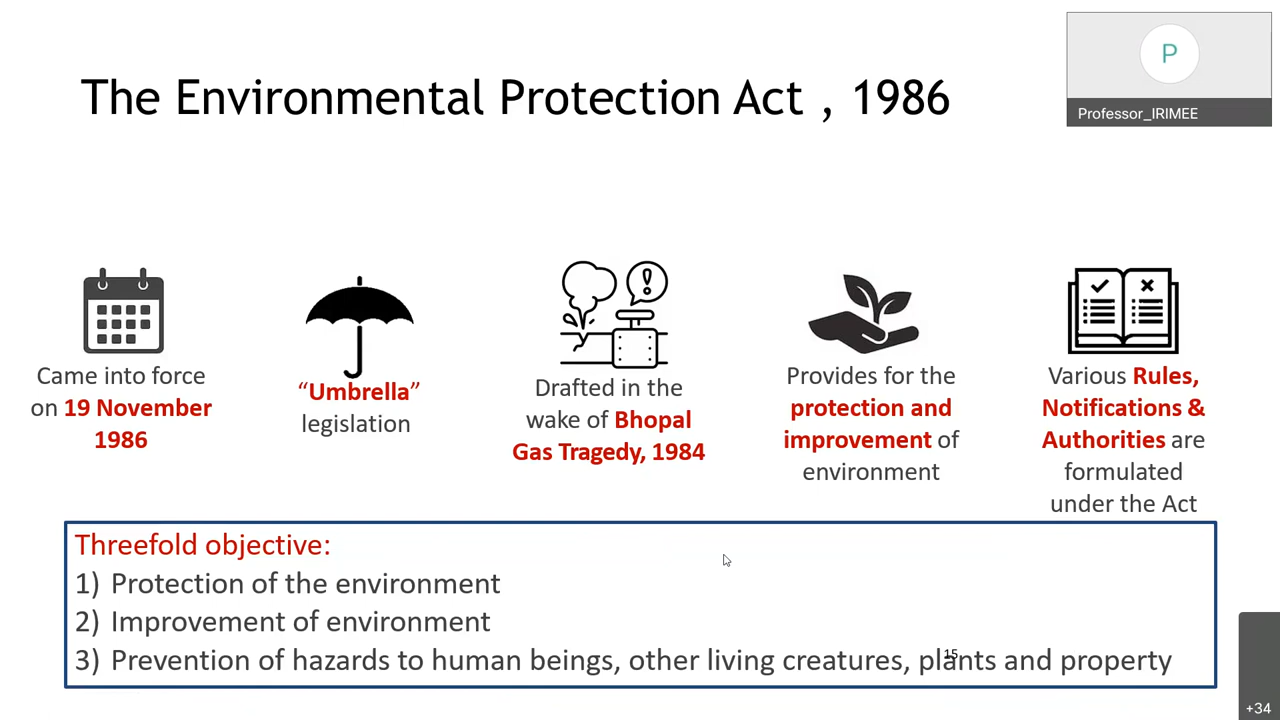 The Environmental Protection Act , 1986
P
Professor_IRIMEE
Came into force
on 19 November
1986
“Umbrella”
legislation
Drafted in the
wake of Bhopal
Gas Tragedy, 1984
Provides for the
protection and
improvement of
environment
Various Rules,
Notifications &
Authorities are
formulated
under the Act
Threefold objective:
1) Protection of the environment
2) Improvement of environment
3) Prevention of hazards to human beings, other living creatures, plants and property
15
+34